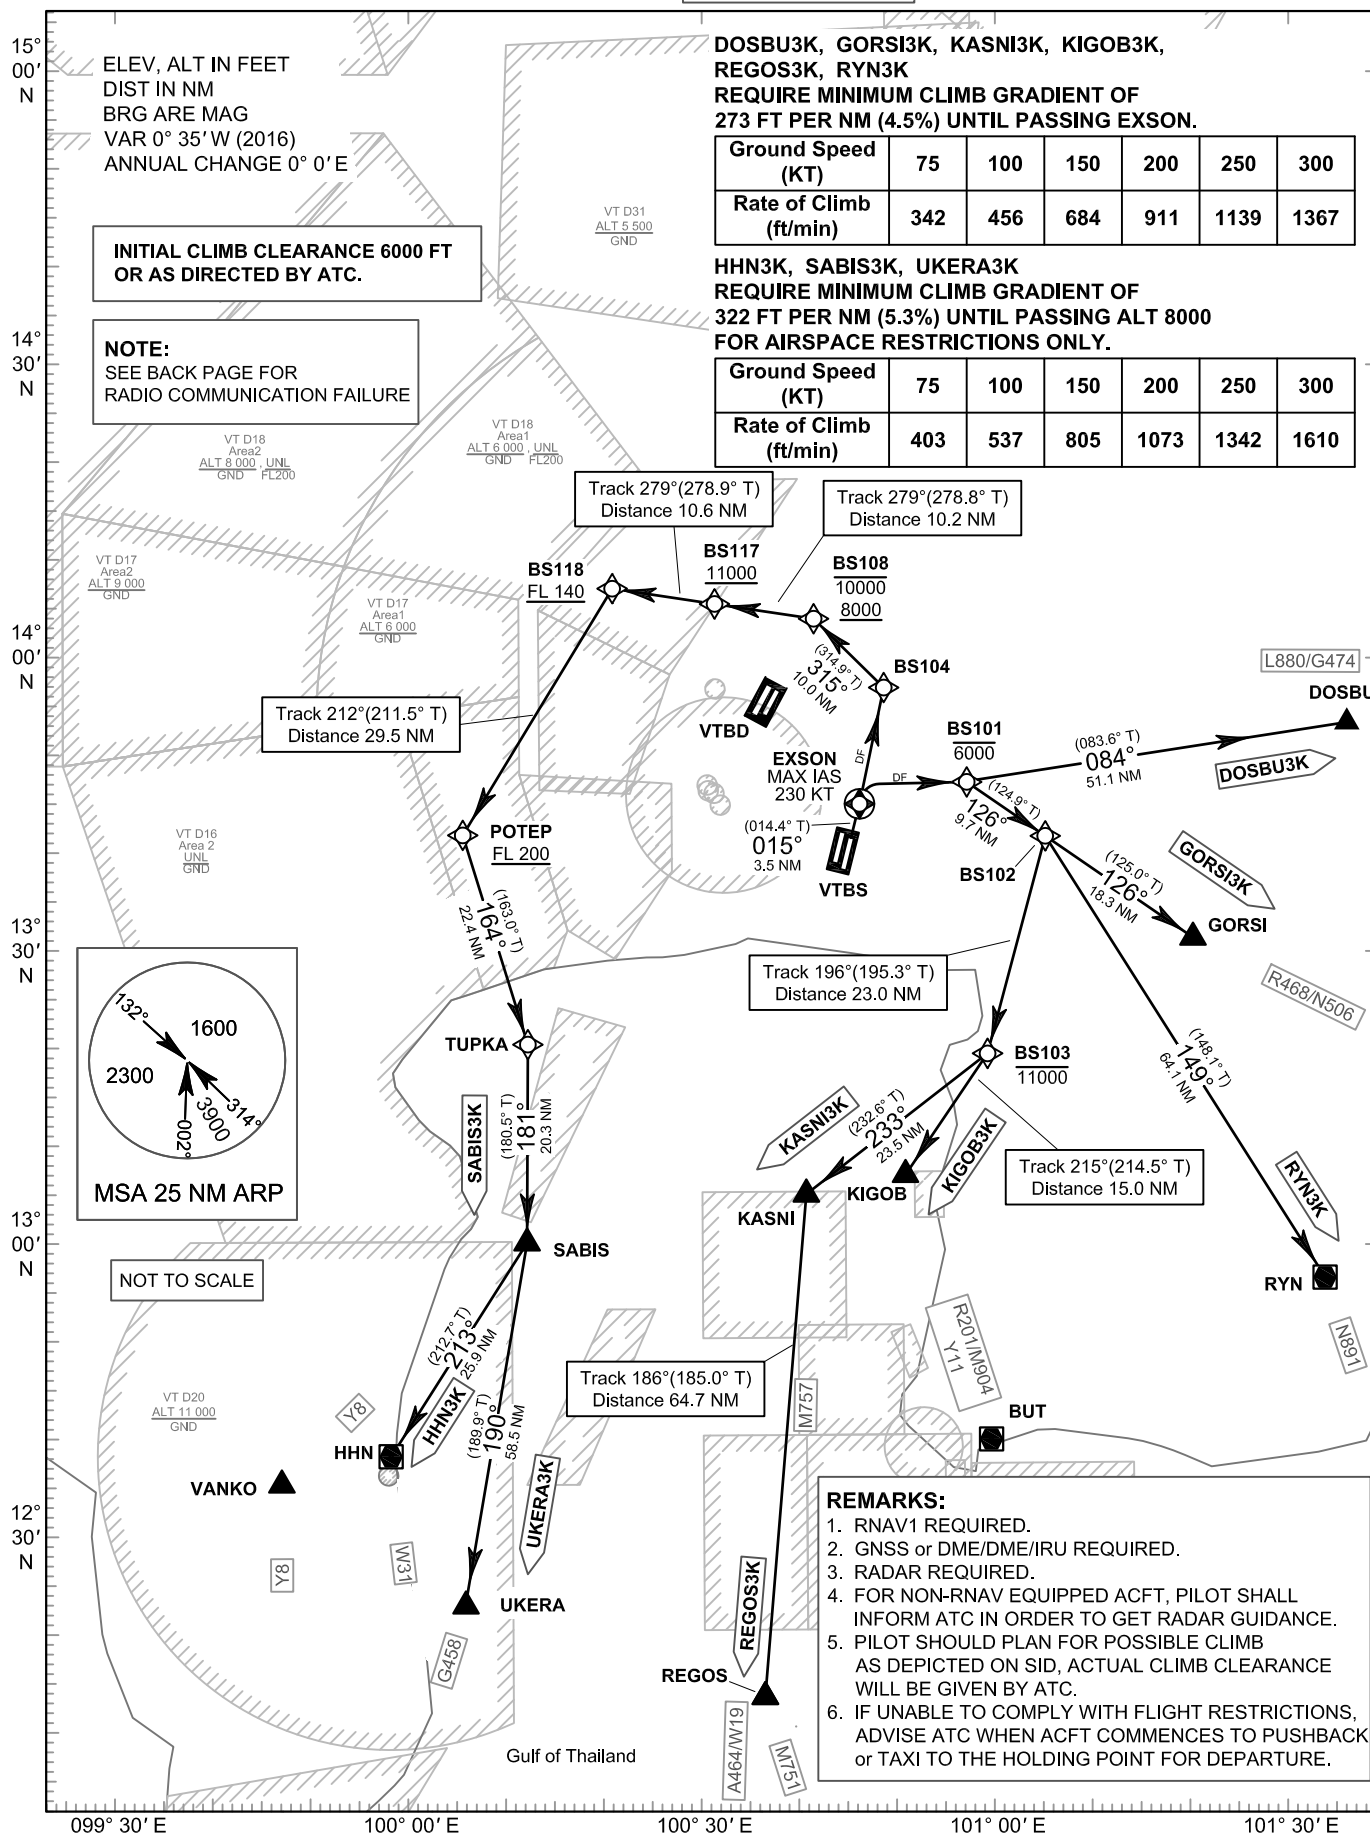 15°
00′
N
ELEV, ALT IN FEET
DIST IN NM
BRG ARE MAG
VAR 0° 35′ W (2016)
ANNUAL CHANGE 0° 0′ E
INITIAL CLIMB CLEARANCE 6000 FT
OR AS DIRECTED BY ATC.
NOTE:
SEE BACK PAGE FOR
RADIO COMMUNICATION FAILURE
DOSBU3K, GORSI3K, KASNI3K, KIGOB3K,
REGOS3K, RYN3K
REQUIRE MINIMUM CLIMB GRADIENT OF
273 FT PER NM (4.5%) UNTIL PASSING EXSON.
Ground Speed (KT) 75 100 150 200 250 300
Rate of Climb (ft/min) 342 456 684 911 1139 1367
HHN3K, SABIS3K, UKERA3K
REQUIRE MINIMUM CLIMB GRADIENT OF
322 FT PER NM (5.3%) UNTIL PASSING ALT 8000
FOR AIRSPACE RESTRICTIONS ONLY.
Ground Speed (KT) 75 100 150 200 250 300
Rate of Climb (ft/min) 403 537 805 1073 1342 1610
VT D31
ALT 5 500
GND
14°
30′
N
VT D18
Area2
ALT 8 000 , UNL
GND FL200
VT D18
Area1
ALT 6 000 , UNL
GND FL200
VT D17
Area2
ALT 9 000
GND
VT D17
Area1
ALT 6 000
GND
Track 279°(278.9° T)
Distance 10.6 NM
Track 279°(278.8° T)
Distance 10.2 NM
BS118
FL 140
BS117
11000
BS108
10000
8000
14°
00′
N
(314.9° T)
315°
10.0 NM
BS104
L880/G474
DOSBU
Track 212°(211.5° T)
Distance 29.5 NM
VTBD
BS101
6000
(083.6° T)
084°
51.1 NM
DOSBU3K
EXSON
MAX IAS
230 KT
DF
DF
(124.9° T)
126°
9.7 NM
VT D16
Area 2
UNL
GND
POTEP
FL 200
(014.4° T)
015°
3.5 NM
VTBS
BS102
(125.0° T)
126°
18.3 NM
GORSI3K
GORSI
13°
30′
N
(163.0° T)
164°
22.4 NM
Track 196°(195.3° T)
Distance 23.0 NM
R468/N506
132°
1600
2300
3900
314°
002°
MSA 25 NM ARP
TUPKA
BS103
11000
(148.1° T)
149°
64.1 NM
SABIS3K
(180.5° T)
181°
20.3 NM
KASNI3K
(232.6° T)
233°
23.5 NM
KIGOB3K
Track 215°(214.5° T)
Distance 15.0 NM
RYN3K
KIGOB
KASNI
13°
00′
N
SABIS
NOT TO SCALE
RYN
(212.7° T)
213°
25.9 NM
Track 186°(185.0° T)
Distance 64.7 NM
M757
R201/M904
Y11
N891
VT D20
ALT 11 000
GND
Y8
HHN3K
(189.9° T)
190°
58.5 NM
BUT
HHN
VANKO
UKERA3K
12°
30′
N
Y8
W31
UKERA
G458
REGOS3K
REGOS
A464/W19
M751
Gulf of Thailand
REMARKS:
1. RNAV1 REQUIRED.
2. GNSS or DME/DME/IRU REQUIRED.
3. RADAR REQUIRED.
4. FOR NON-RNAV EQUIPPED ACFT, PILOT SHALL
INFORM ATC IN ORDER TO GET RADAR GUIDANCE.
5. PILOT SHOULD PLAN FOR POSSIBLE CLIMB
AS DEPICTED ON SID, ACTUAL CLIMB CLEARANCE
WILL BE GIVEN BY ATC.
6. IF UNABLE TO COMPLY WITH FLIGHT RESTRICTIONS,
ADVISE ATC WHEN ACFT COMMENCES TO PUSHBACK
or TAXI TO THE HOLDING POINT FOR DEPARTURE.
099° 30′ E
100° 00′ E
100° 30′ E
101° 00′ E
101° 30′ E